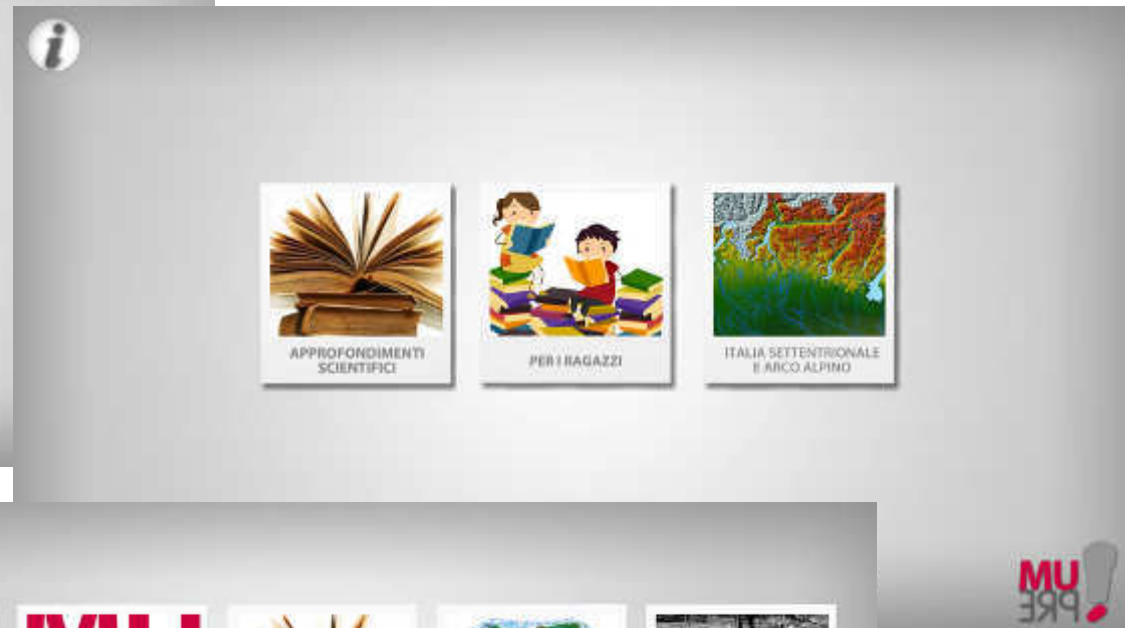 i
APPROFONDIMENTI
SCIENTIFICI
PER I RAGAZZI
ITALIA SETTENTRIONALE
E ARCO ALPINO
MU
PRE